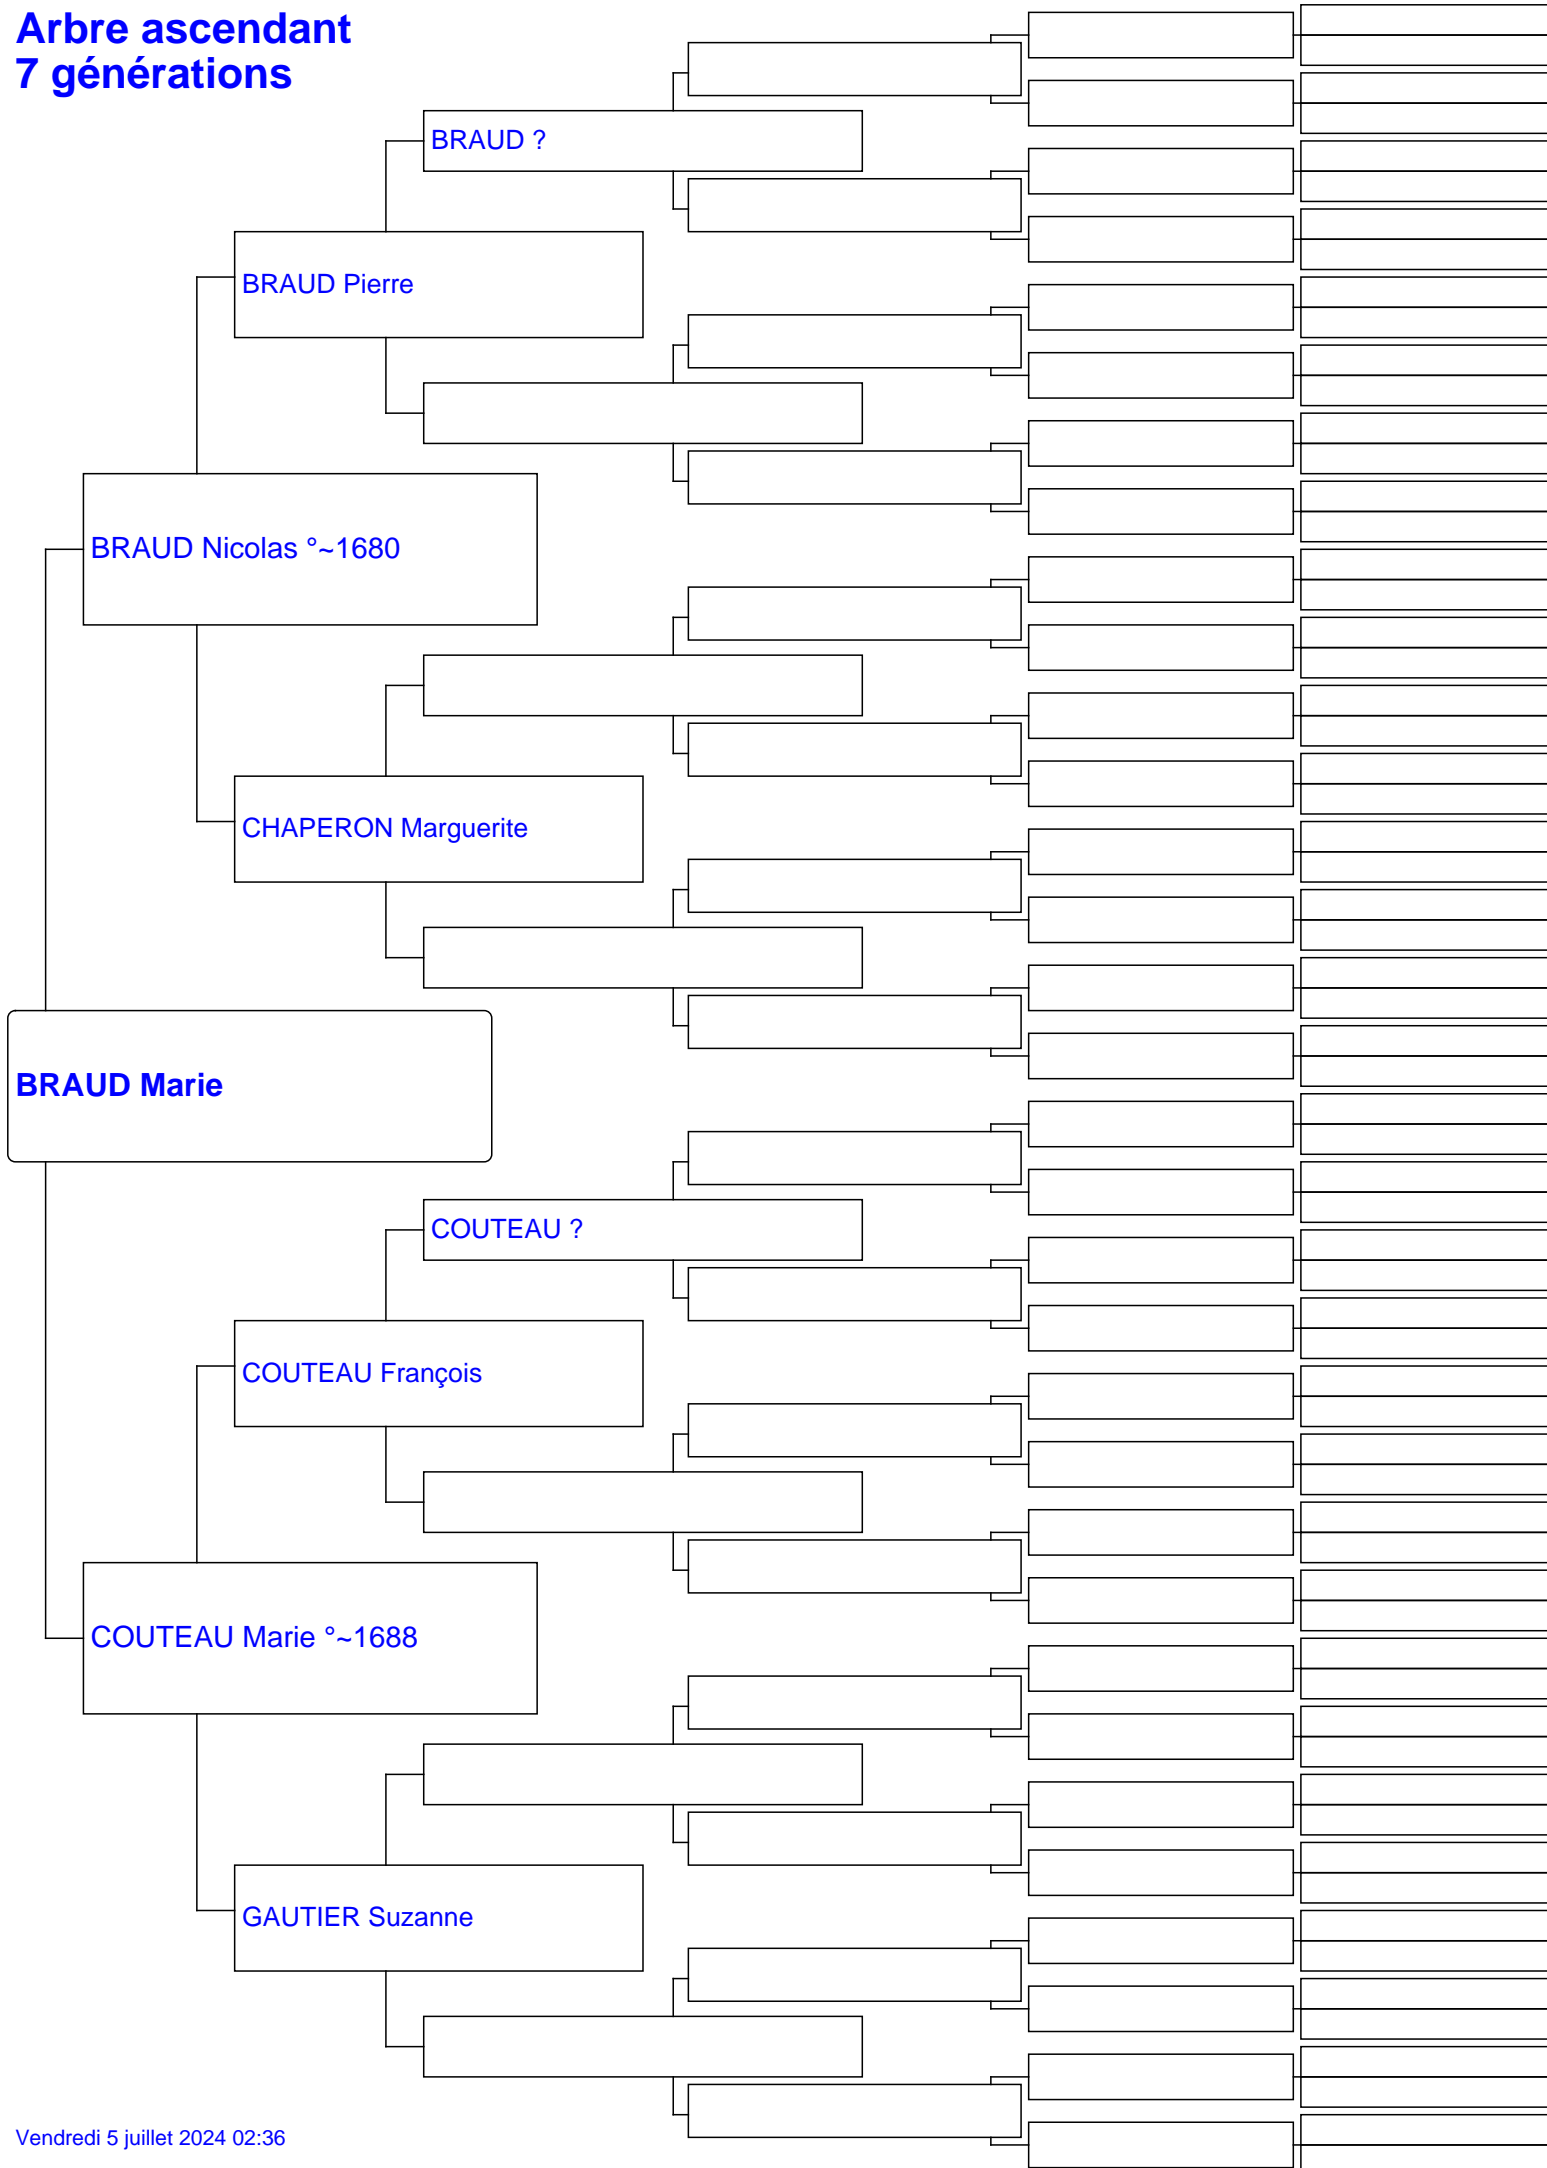 Arbre ascendant
7 générations
BRAUD ?
BRAUD Pierre
BRAUD Nicolas °~1680
CHAPERON Marguerite
BRAUD Marie
COUTEAU ?
COUTEAU François
COUTEAU Marie °~1688
GAUTIER Suzanne
Vendredi 5 juillet 2024 02:36